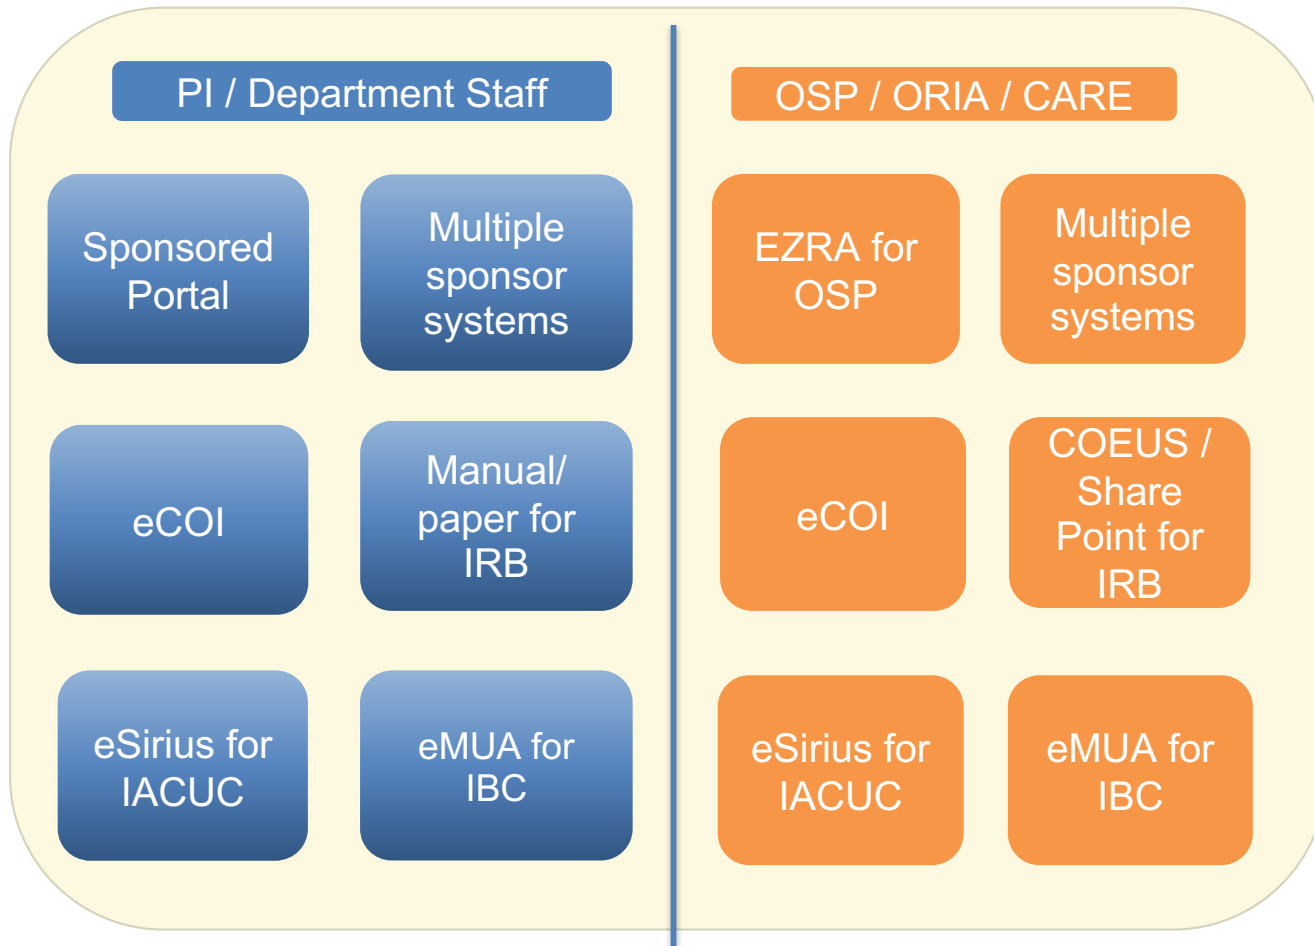 PI / Department Staff
OSP / ORIA / CARE
Sponsored
Portal
Multiple
sponsor
systems
EZRA for
OSP
Multiple
sponsor
systems
eCOI
Manual/
paper for
IRB
eCOI
COEUS /
Share
Point for
IRB
eSirius for
IACUC
eMUA for
IBC
eSirius for
IACUC
eMUA for
IBC